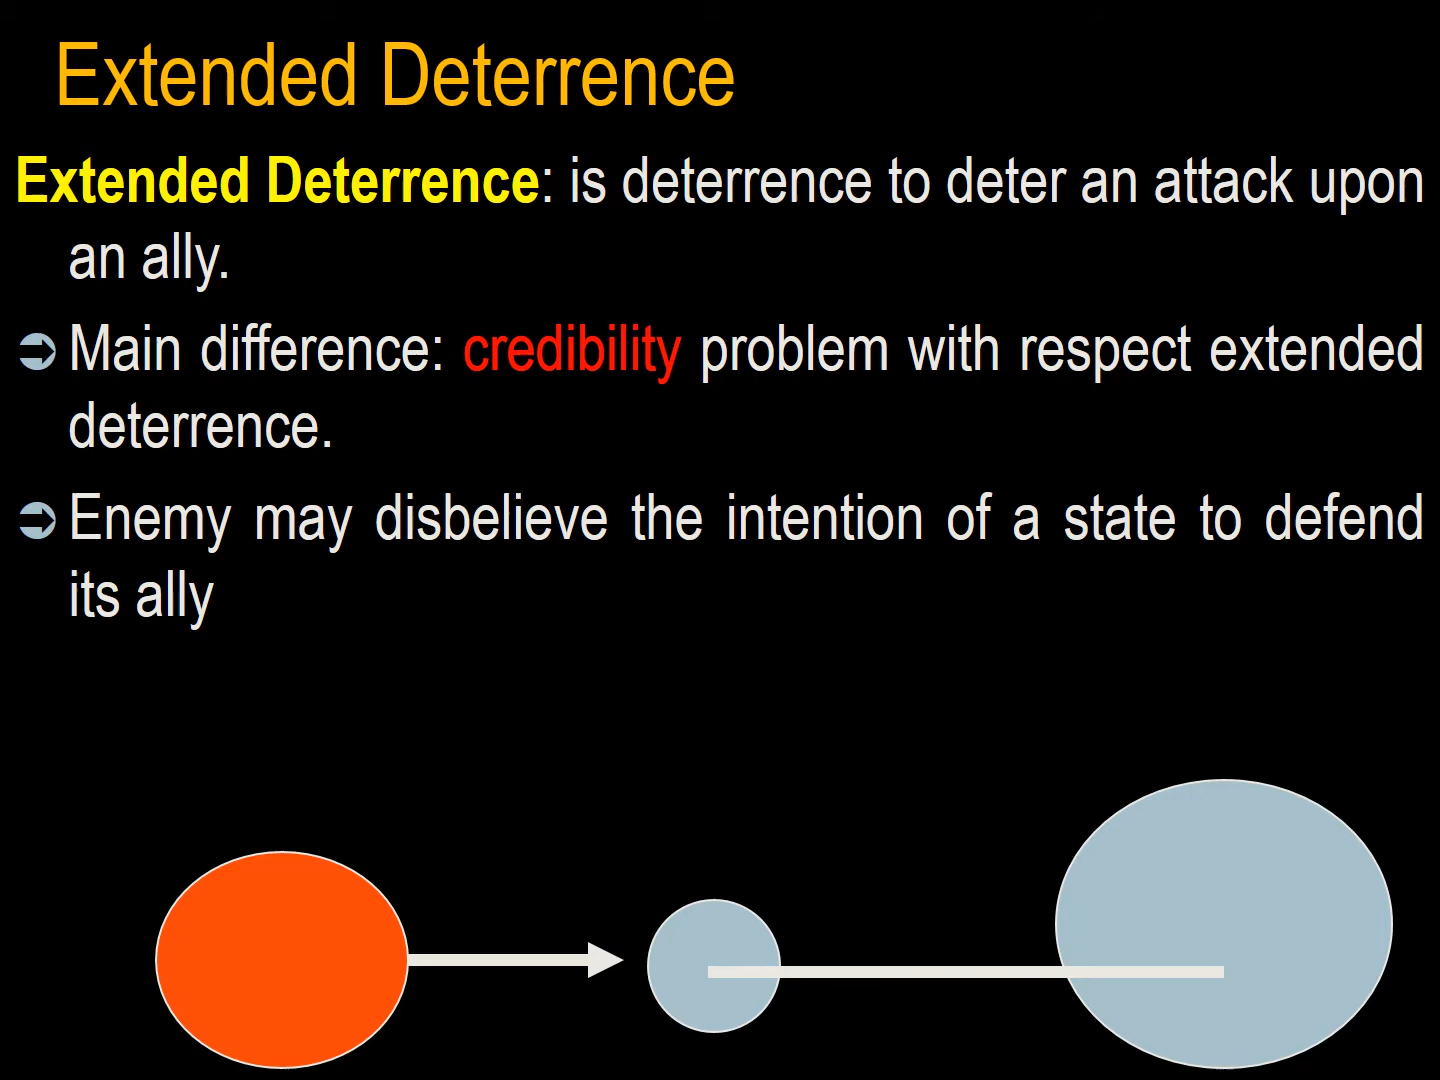 Extended Deterrence
Extended Deterrence: is deterrence to deter an attack upon
an ally.
Main difference: credibility problem with respect extended
deterrence.
Enemy may disbelieve the intention of a state to defend
its ally